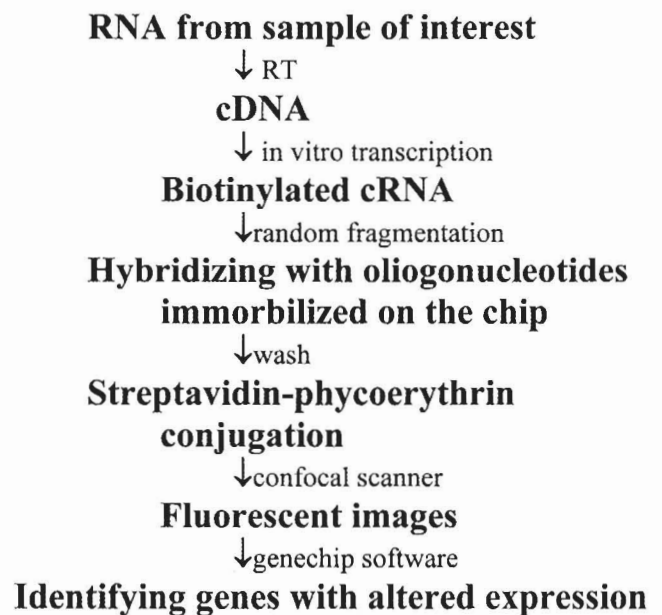 RNA from sample of interest
↓ RT
cDNA
↓ in vitro transcription
Biotinylated cRNA
↓random fragmentation
Hybridizing with oliogonucleotides
immorbilized on the chip
↓wash
Streptavidin-phycoerythrin
conjugation
↓confocal scanner
Fluorescent images
↓genechip software
Identifying genes with altered expression